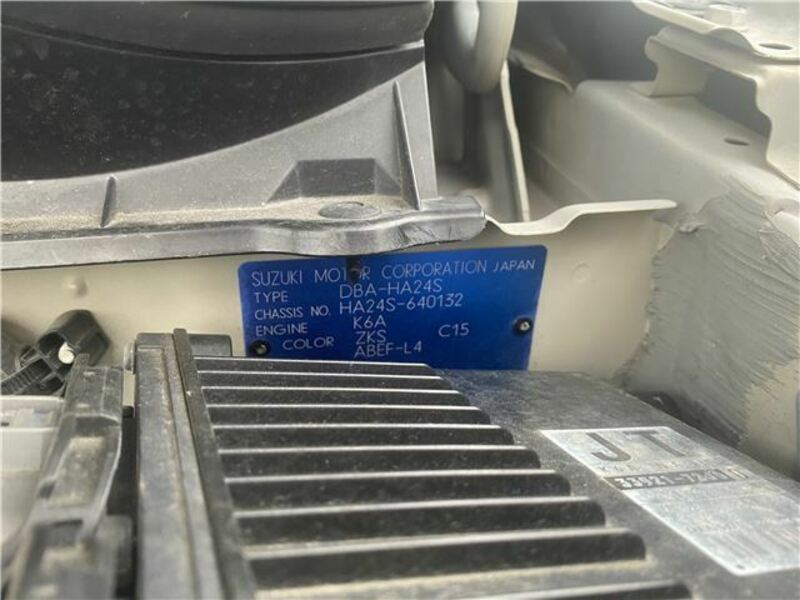 SUZUKI MOTOR CORPORATION JAPAN
TYPE DBA-HA24S
CHASSIS NO. HA24S-640132
ENGINE K6A C15
COLOR ZKS
ABEF-L4
JT